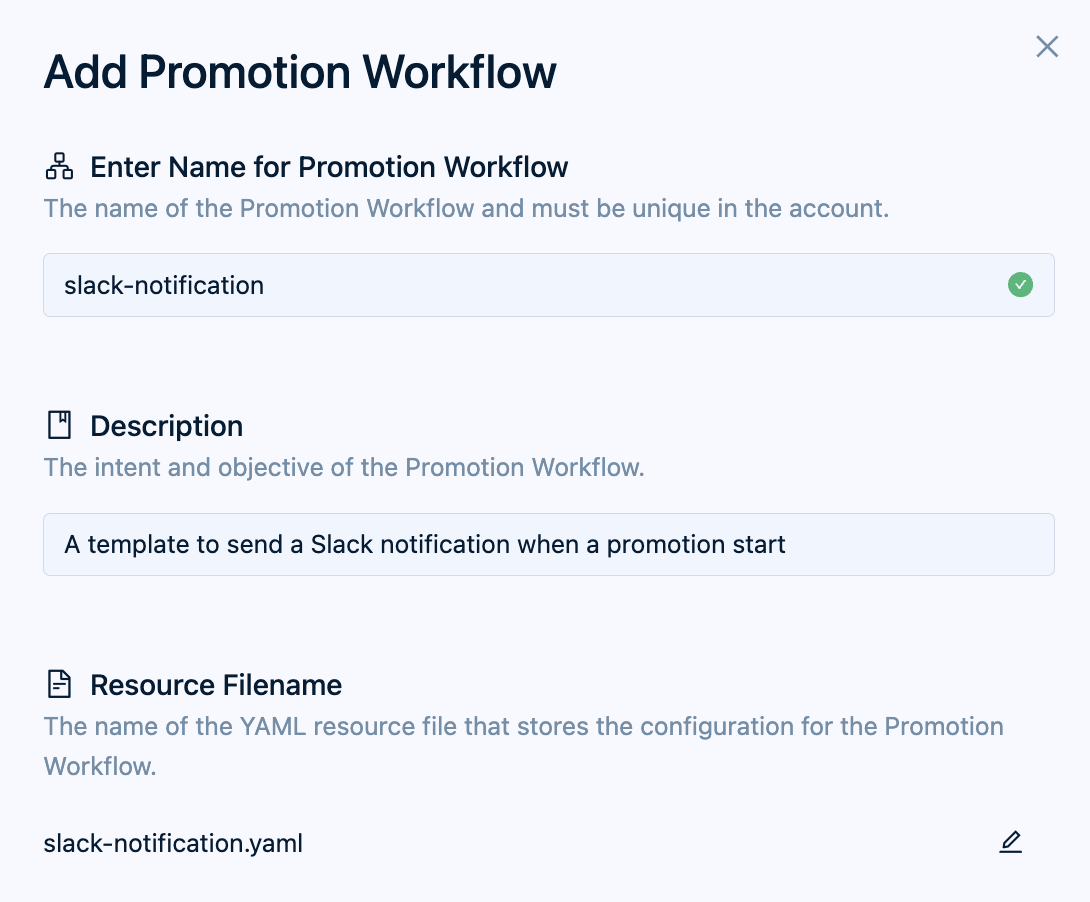 Add Promotion Workflow
Enter Name for Promotion Workflow
The name of the Promotion Workflow and must be unique in the account.
slack-notification
Description
The intent and objective of the Promotion Workflow.
A template to send a Slack notification when a promotion start
Resource Filename
The name of the YAML resource file that stores the configuration for the Promotion
Workflow.
slack-notification.yaml